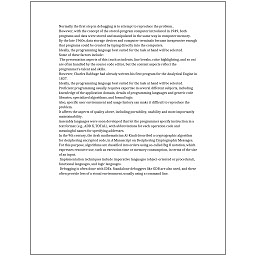 Normally the first step in debugging is to attempt to reproduce the problem.
However, with the concept of the stored-program computer introduced in 1949, both
programs and data were stored and manipulated in the same way in computer memory.
By the late 1960s, data storage devices and computer terminals became inexpensive enough
that programs could be created by typing directly into the computers.
Ideally, the programming language best suited for the task at hand will be selected.
Some of these factors include:
The presentation aspects of this (such as indents, line breaks, color highlighting, and so on)
are often handled by the source code editor, but the content aspects reflect the
programmer's talent and skills.
However, Charles Babbage had already written his first program for the Analytical Engine in
1837.
Ideally, the programming language best suited for the task at hand will be selected.
Proficient programming usually requires expertise in several different subjects, including
knowledge of the application domain, details of programming languages and generic code
libraries, specialized algorithms, and formal logic.
Also, specific user environment and usage history can make it difficult to reproduce the
problem.
It affects the aspects of quality above, including portability, usability and most importantly
maintainability.
Assembly languages were soon developed that let the programmer specify instruction in a
text format (e.g., ADD X, TOTAL), with abbreviations for each operation code and
meaningful names for specifying addresses.
In the 9th century, the Arab mathematician Al-Kindi described a cryptographic algorithm
for deciphering encrypted code, in A Manuscript on Deciphering Cryptographic Messages.
For this purpose, algorithms are classified into orders using so-called Big O notation, which
expresses resource use, such as execution time or memory consumption, in terms of the size
of an input.
Implementation techniques include imperative languages (object-oriented or procedural),
functional languages, and logic languages.
Debugging is often done with IDEs. Standalone debuggers like GDB are also used, and these
often provide less of a visual environment, usually using a command line.